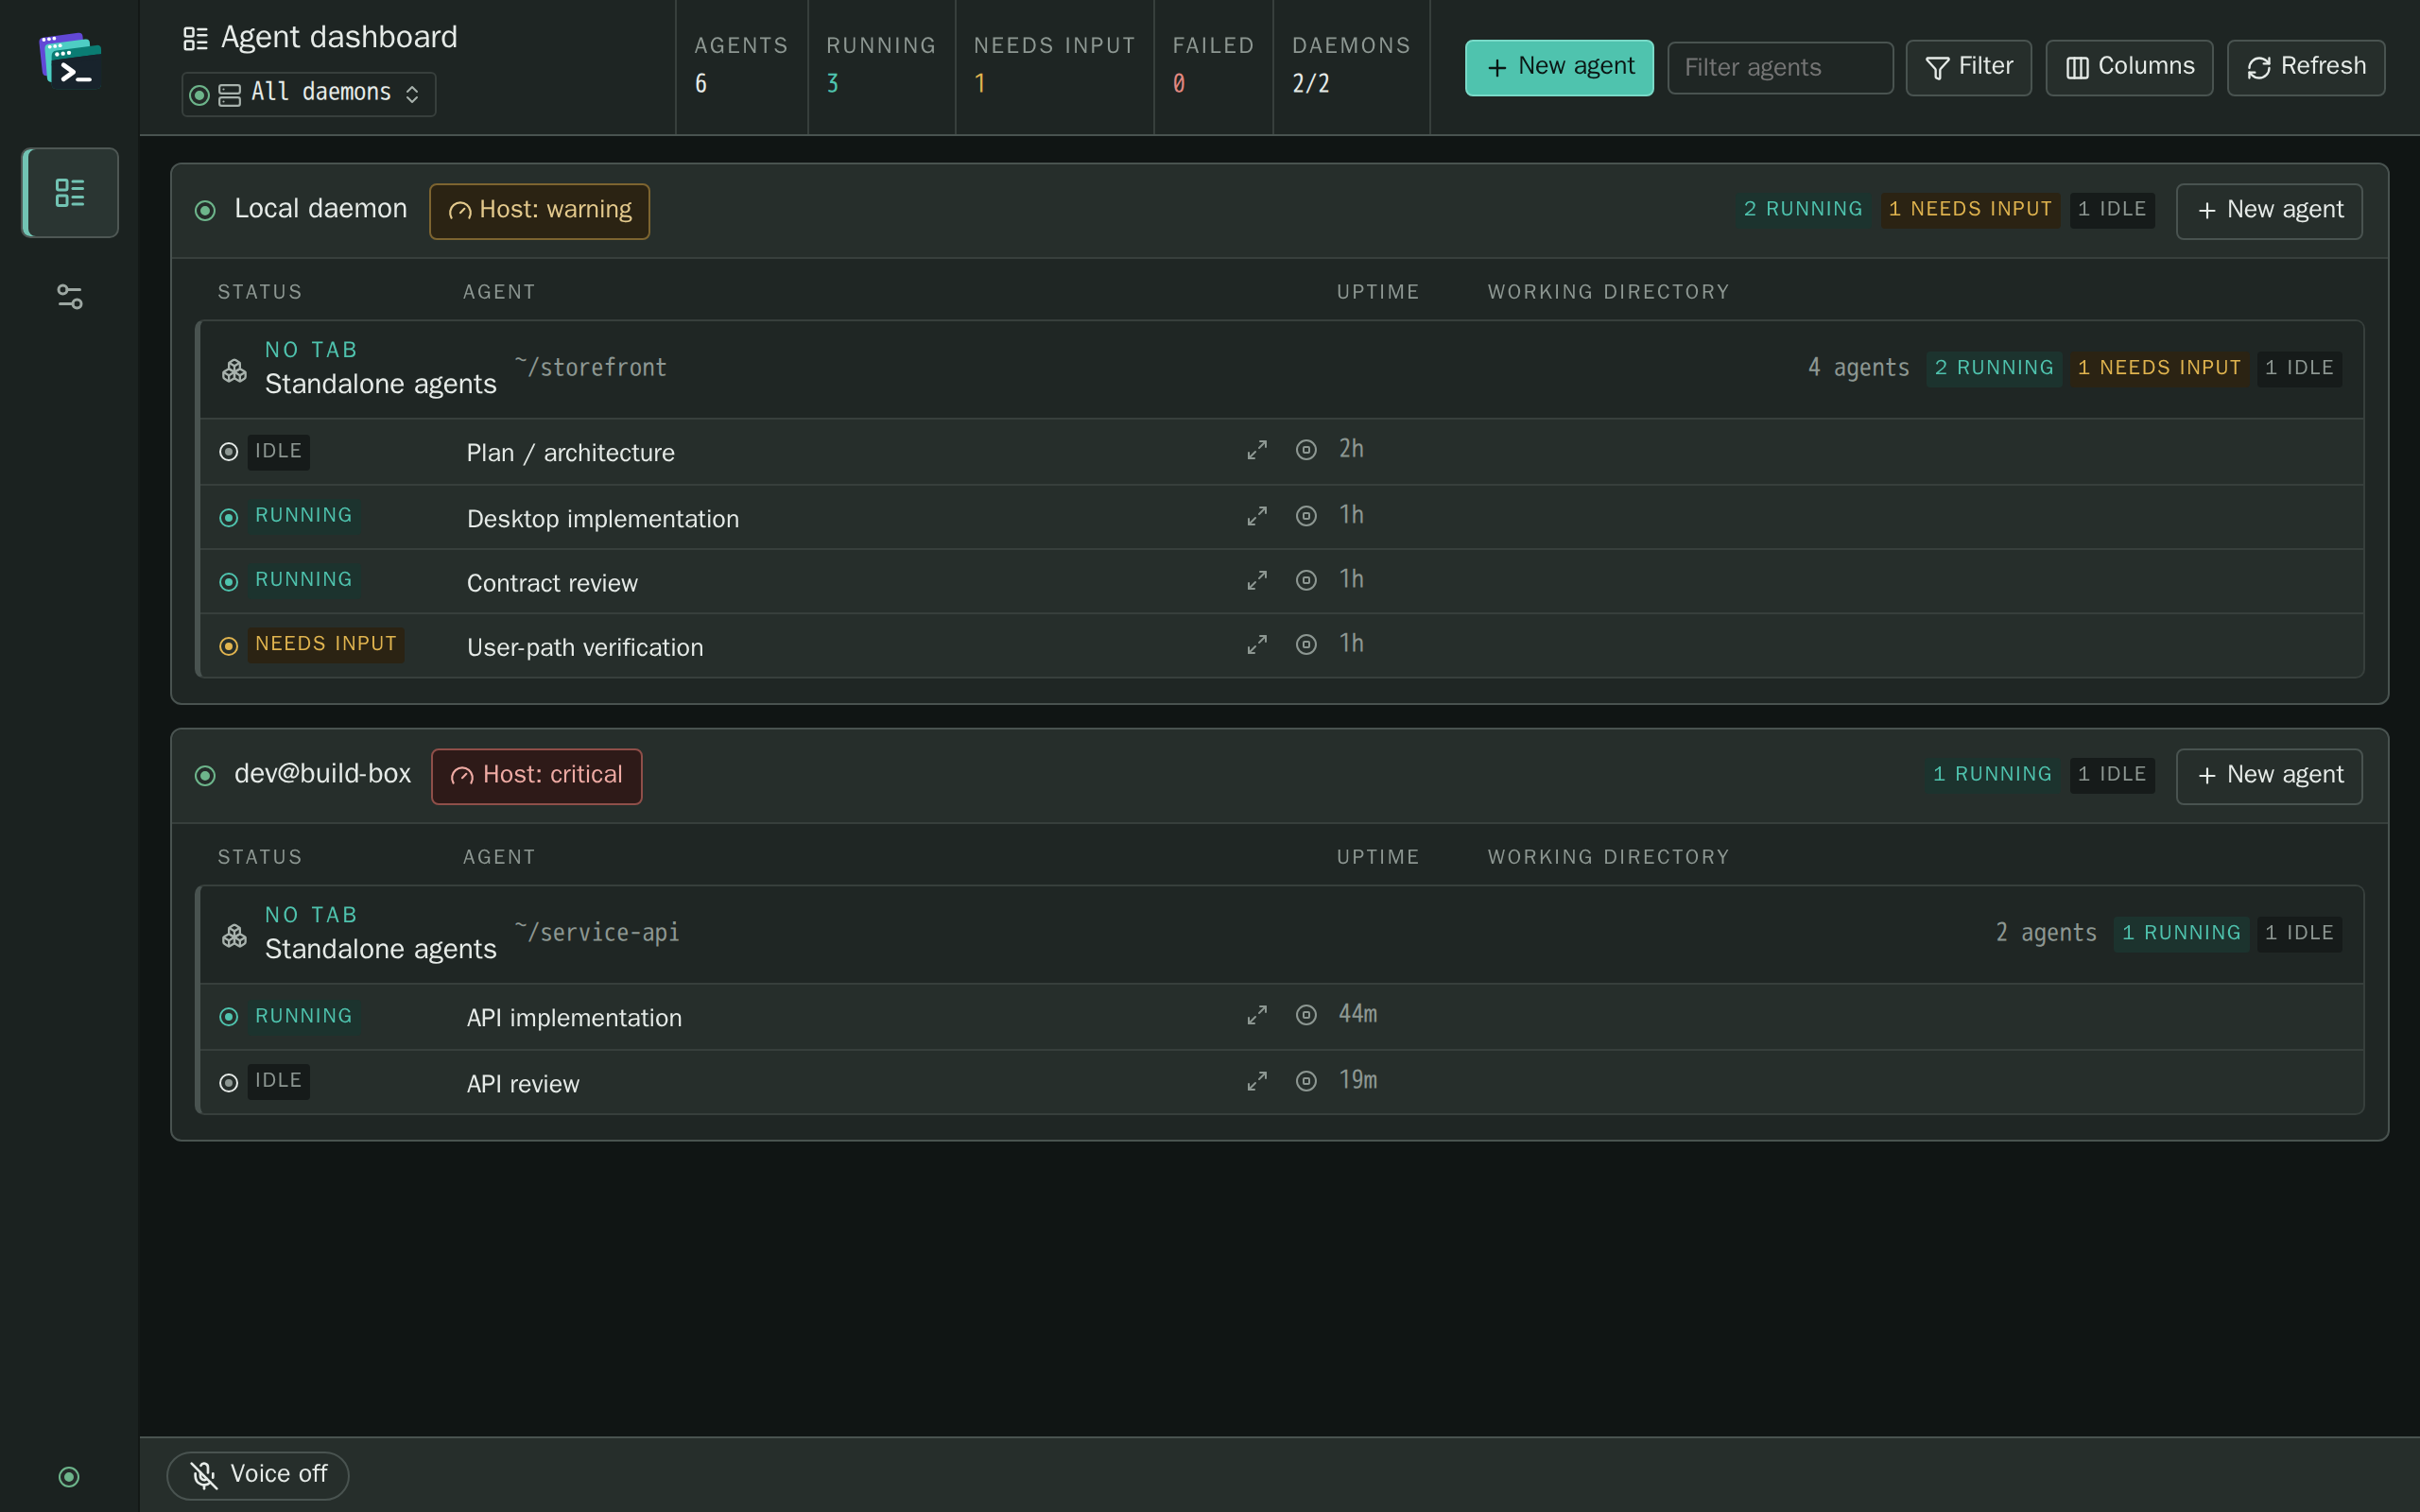 Agent dashboard
All daemons
AGENTS
6
RUNNING
3
NEEDS INPUT
1
FAILED
0
DAEMONS
2/2
+ New agent
Filter agents
Filter
Columns
Refresh
Local daemon
Host: warning
2 RUNNING 1 NEEDS INPUT 1 IDLE
+ New agent
STATUS AGENT UPTIME WORKING DIRECTORY
NO TAB
Standalone agents
~/storefront
4 agents 2 RUNNING 1 NEEDS INPUT 1 IDLE
IDLE Plan / architecture 2h
RUNNING Desktop implementation 1h
RUNNING Contract review 1h
NEEDS INPUT User-path verification 1h
dev@build-box
Host: critical
1 RUNNING 1 IDLE
+ New agent
STATUS AGENT UPTIME WORKING DIRECTORY
NO TAB
Standalone agents
~/service-api
2 agents 1 RUNNING 1 IDLE
RUNNING API implementation 44m
IDLE API review 19m
Voice off